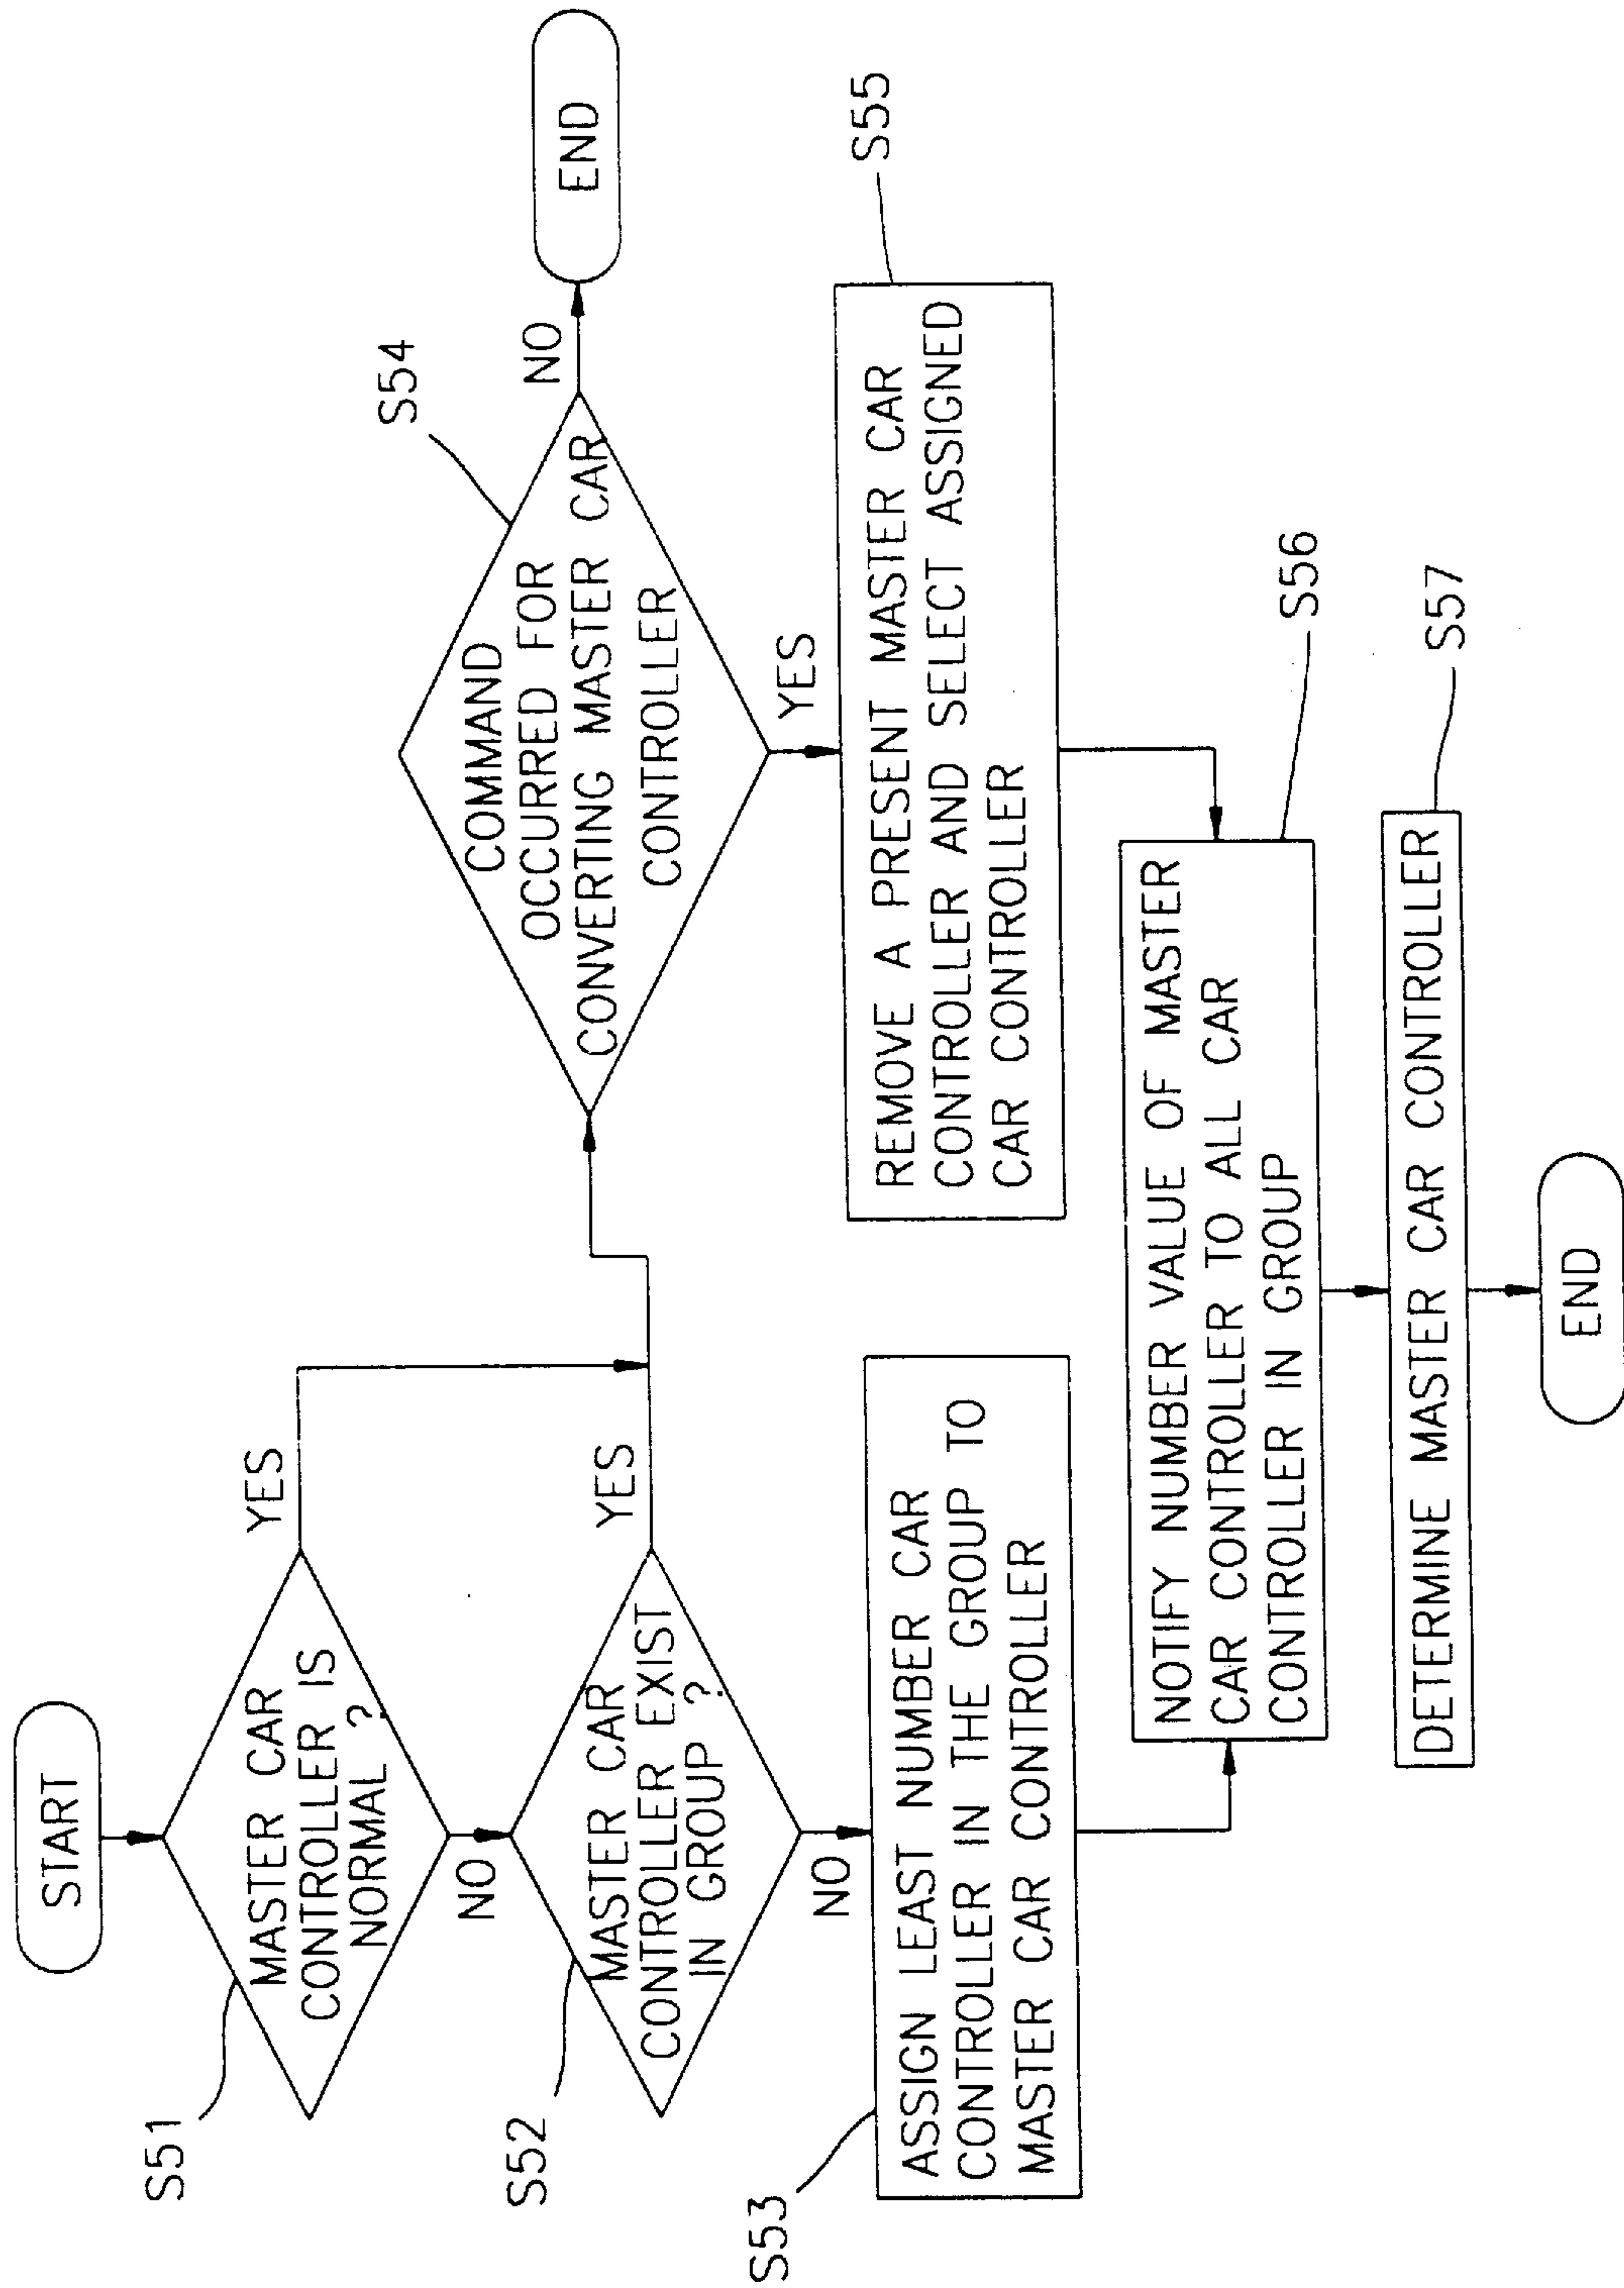 START
S51
MASTER CAR
CONTROLLER IS
NORMAL ?
YES
NO
S52
MASTER CAR
CONTROLLER EXIST
IN GROUP ?
YES
NO
S53
ASSIGN LEAST NUMBER CAR
CONTROLLER IN THE GROUP TO
MASTER CAR CONTROLLER
S54
COMMAND
OCCURRED FOR
CONVERTING MASTER CAR
CONTROLLER
NO
END
YES
S55
REMOVE A PRESENT MASTER CAR
CONTROLLER AND SELECT ASSIGNED
CAR CONTROLLER
S56
NOTIFY NUMBER VALUE OF MASTER
CAR CONTROLLER TO ALL CAR
CONTROLLER IN GROUP
S57
DETERMINE MASTER CAR CONTROLLER
END